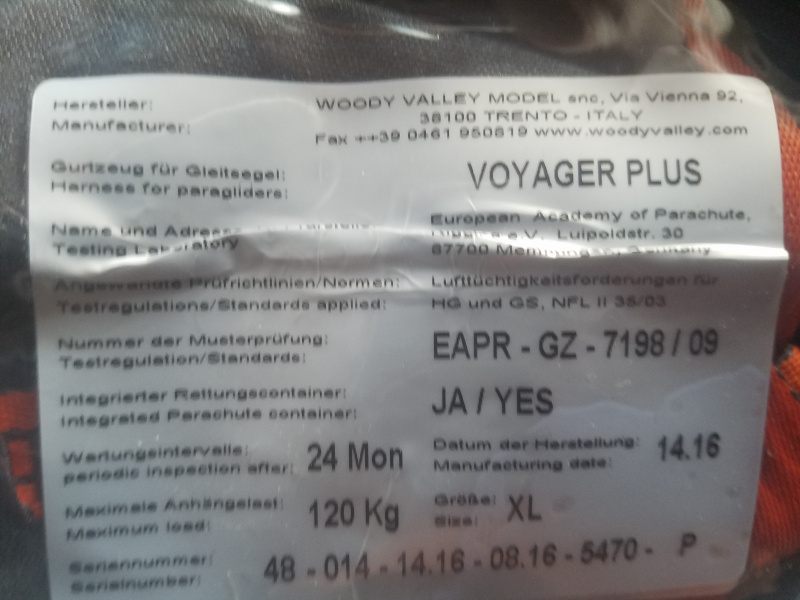 Hersteller:
Manufacturer:
WOODY VALLEY MODEL snc, Via Vienna 92,
38100 TRENTO - ITALY
Fax ++39 0461 950819 www.woodyvalley.com
Gurtzeug für Gleitsegel:
Harness for paragliders:
VOYAGER PLUS
Name und
Testing Laboratory
European Academy of Parachute,
e.V., Luipoldstr. 30
87700 Germany
Angewandte Prüfrichtlinien/Normen:
Testregulations/Standards applied:
Lufttüchtigkeitsforderungen für
HG und GS, NFL II 35/03
Nummer der Musterprüfung:
Testregulation/Standards:
EAPR - GZ - 7198 / 09
Integrierter Rettungscontainer:
Integrated Parachute container:
JA / YES
Wartungsintervalle:
periodic inspection after:
24 Mon
Datum der Herstellung:
Manufacturing date:
14.16
Maximale Anhängelast:
Maximum load:
120 Kg
Größe:
Size:
XL
Seriennummer:
Serialnumber:
48 - 014 - 14.16 - 08.16 - 5470 - P